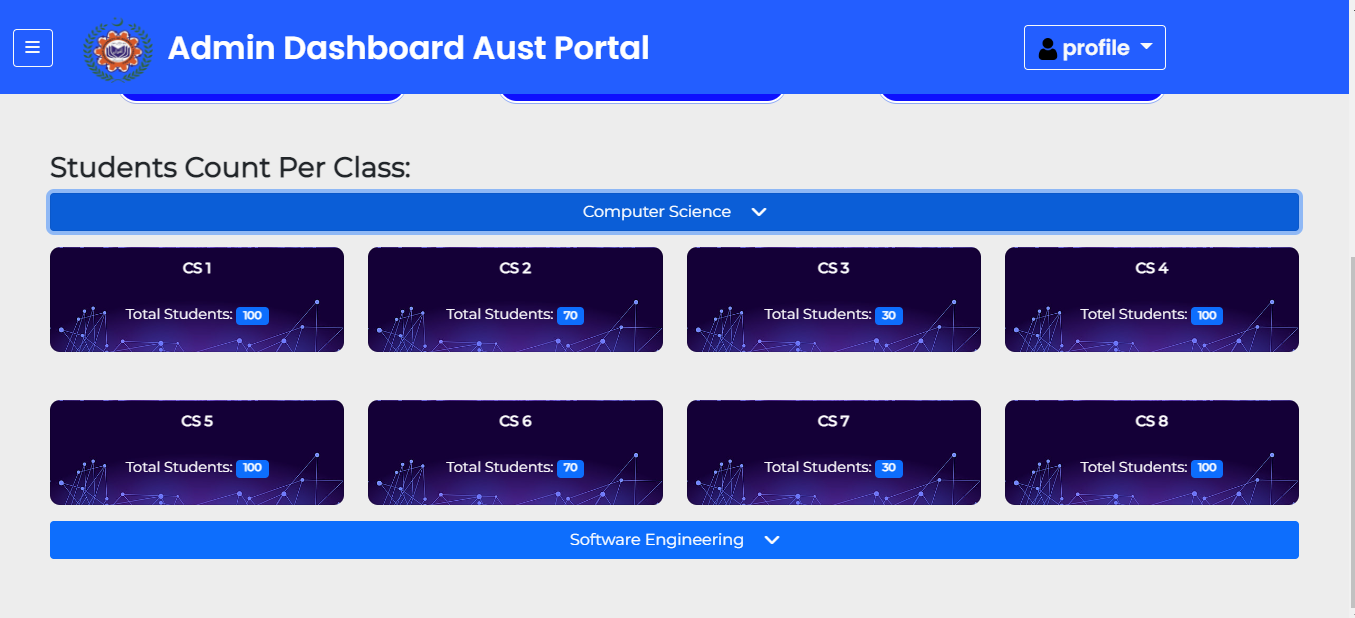 Admin Dashboard Aust Portal
profile
Students Count Per Class:
Computer Science
CS 1
CS 2
CS 3
CS 4
Total Students: 100
Total Students: 70
Total Students: 30
Totel Students: 100
CS 5
CS 6
CS 7
CS 8
Total Students: 100
Total Students: 70
Total Students: 30
Totel Students: 100
Software Engineering